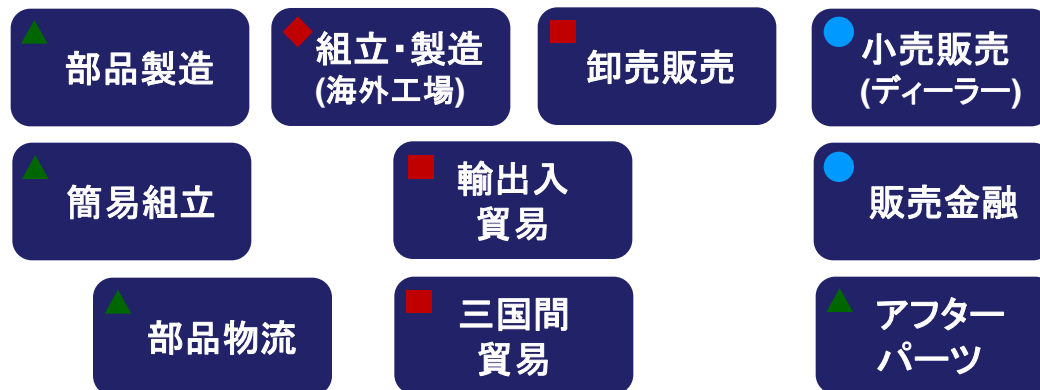 部品製造
組立・製造
(海外工場)
卸売販売
小売販売
(ディーラー)
簡易組立
輸出入
貿易
販売金融
部品物流
三国間
貿易
アフター
パーツ